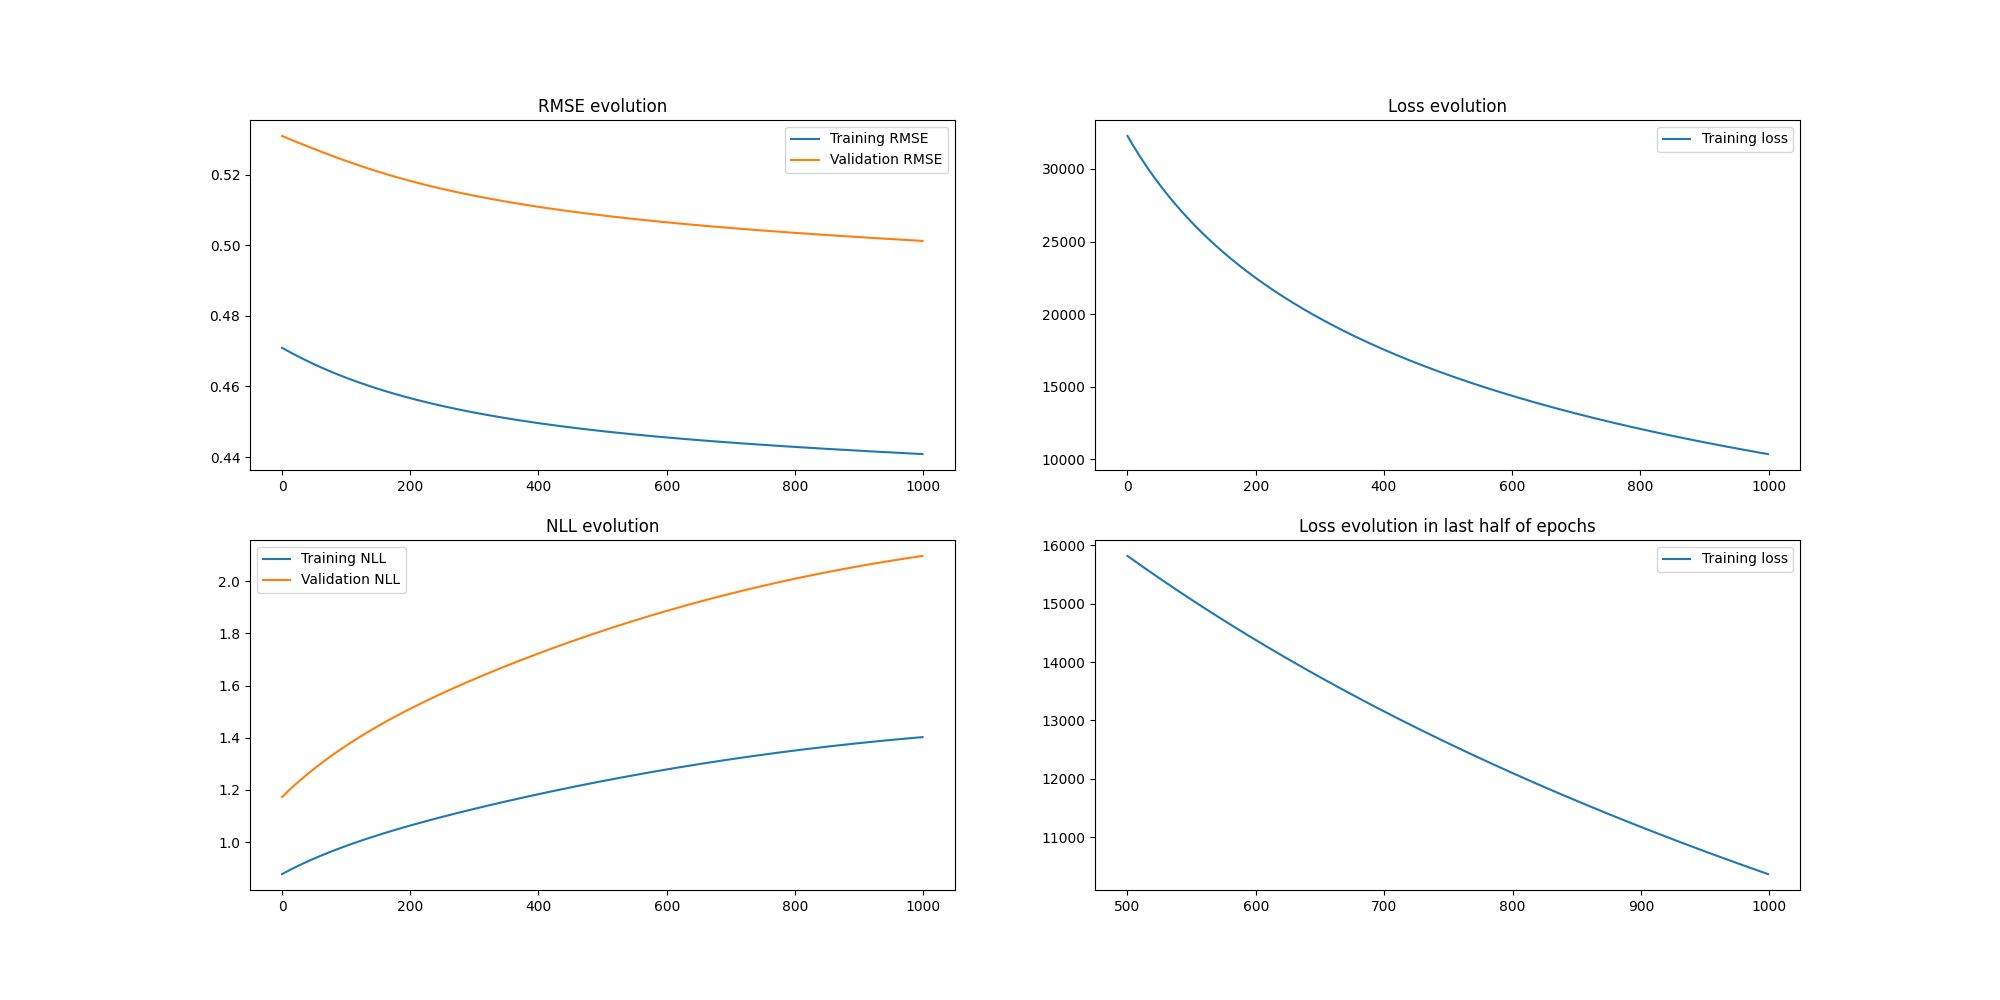 RMSE evolution
Training RMSE
Validation RMSE
0.52
0.50
0.48
0.46
0.44
0 200 400 600 800 1000
Loss evolution
Training loss
30000
25000
20000
15000
10000
0 200 400 600 800 1000
NLL evolution
Training NLL
Validation NLL
2.0
1.8
1.6
1.4
1.2
1.0
0 200 400 600 800 1000
Loss evolution in last half of epochs
Training loss
16000
15000
14000
13000
12000
11000
500 600 700 800 900 1000